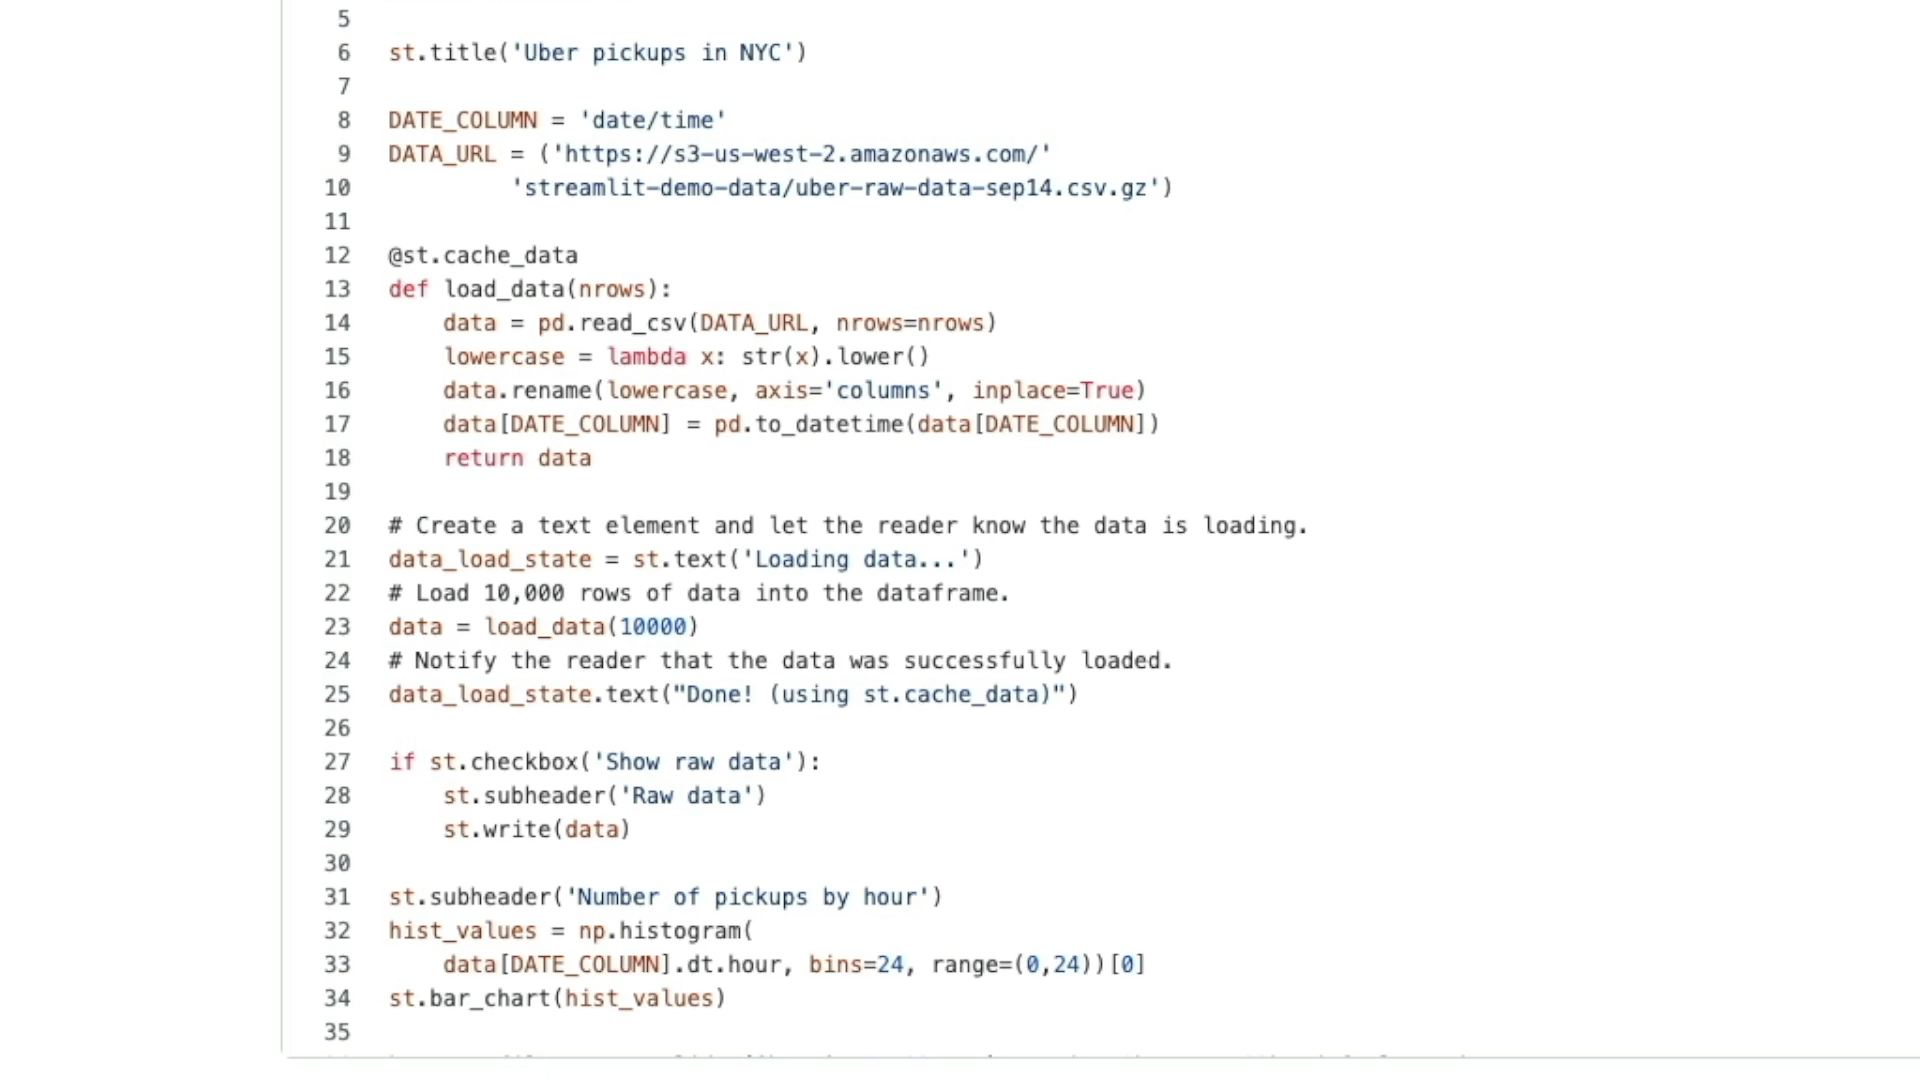 5
6 st.title('Uber pickups in NYC')
7
8 DATE_COLUMN = 'date/time'
9 DATA_URL = ('https://s3-us-west-2.amazonaws.com/'
10          'streamlit-demo-data/uber-raw-data-sep14.csv.gz')
11
12 @st.cache_data
13 def load_data(nrows):
14     data = pd.read_csv(DATA_URL, nrows=nrows)
15     lowercase = lambda x: str(x).lower()
16     data.rename(lowercase, axis='columns', inplace=True)
17     data[DATE_COLUMN] = pd.to_datetime(data[DATE_COLUMN])
18     return data
19
20 # Create a text element and let the reader know the data is loading.
21 data_load_state = st.text('Loading data...')
22 # Load 10,000 rows of data into the dataframe.
23 data = load_data(10000)
24 # Notify the reader that the data was successfully loaded.
25 data_load_state.text("Done! (using st.cache_data)")
26
27 if st.checkbox('Show raw data'):
28     st.subheader('Raw data')
29     st.write(data)
30
31 st.subheader('Number of pickups by hour')
32 hist_values = np.histogram(
33     data[DATE_COLUMN].dt.hour, bins=24, range=(0,24))[0]
34 st.bar_chart(hist_values)
35